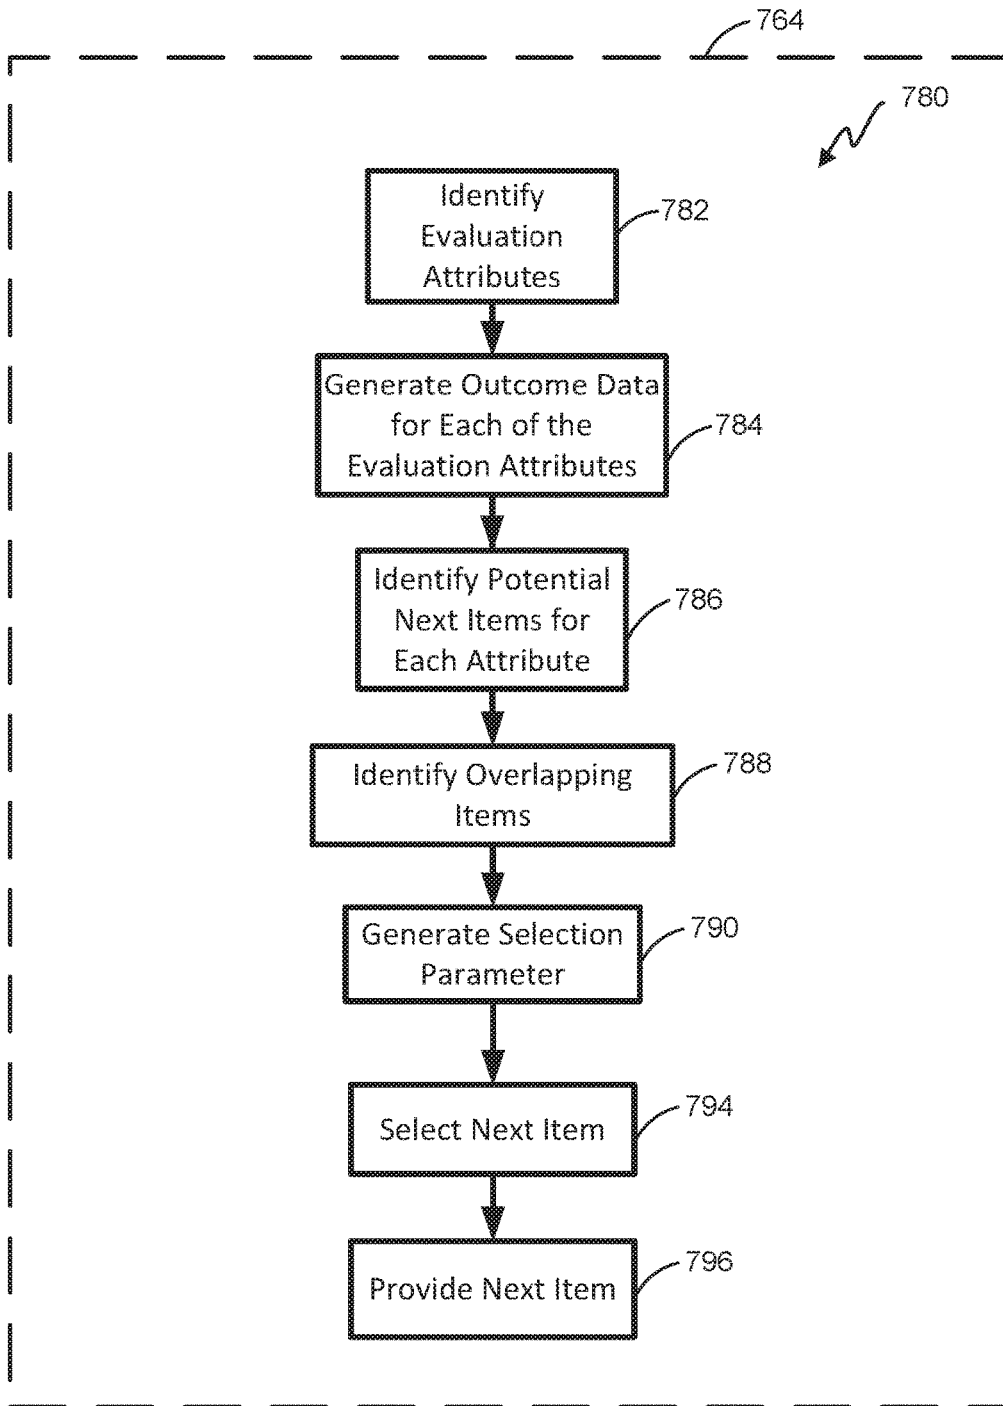 764
780
Identify
Evaluation
Attributes
782
Generate Outcome Data
for Each of the
Evaluation Attributes
784
Identify Potential
Next Items for
Each Attribute
786
Identify Overlapping
Items
788
Generate Selection
Parameter
790
Select Next Item
794
Provide Next Item
796